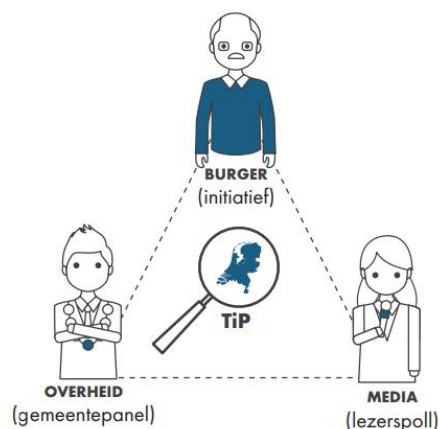 BURGER
(initiatief)
TiP
OVERHEID
(gemeentepanel)
MEDIA
(lezerspoll)